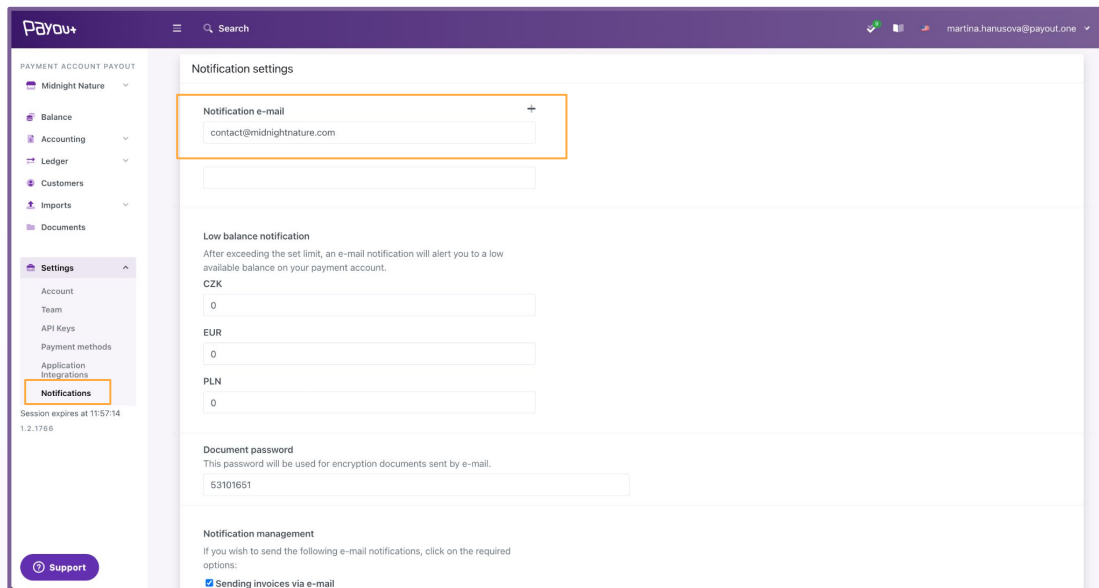 Payout
Search
martina.hanusova@payout.one
PAYMENT ACCOUNT PAYOUT
Midnight Nature
Balance
Accounting
Ledger
Customers
Imports
Documents
Settings
Account
Team
API Keys
Payment methods
Application
Integrations
Notifications
Session expires at 11:57:14
1.2.1766
Support
Notification settings
Notification e-mail
+
contact@midnightnature.com
Low balance notification
After exceeding the set limit, an e-mail notification will alert you to a low
available balance on your payment account.
CZK
0
EUR
0
PLN
0
Document password
This password will be used for encryption documents sent by e-mail.
53101651
Notification management
If you wish to send the following e-mail notifications, click on the required
options:
Sending invoices via e-mail